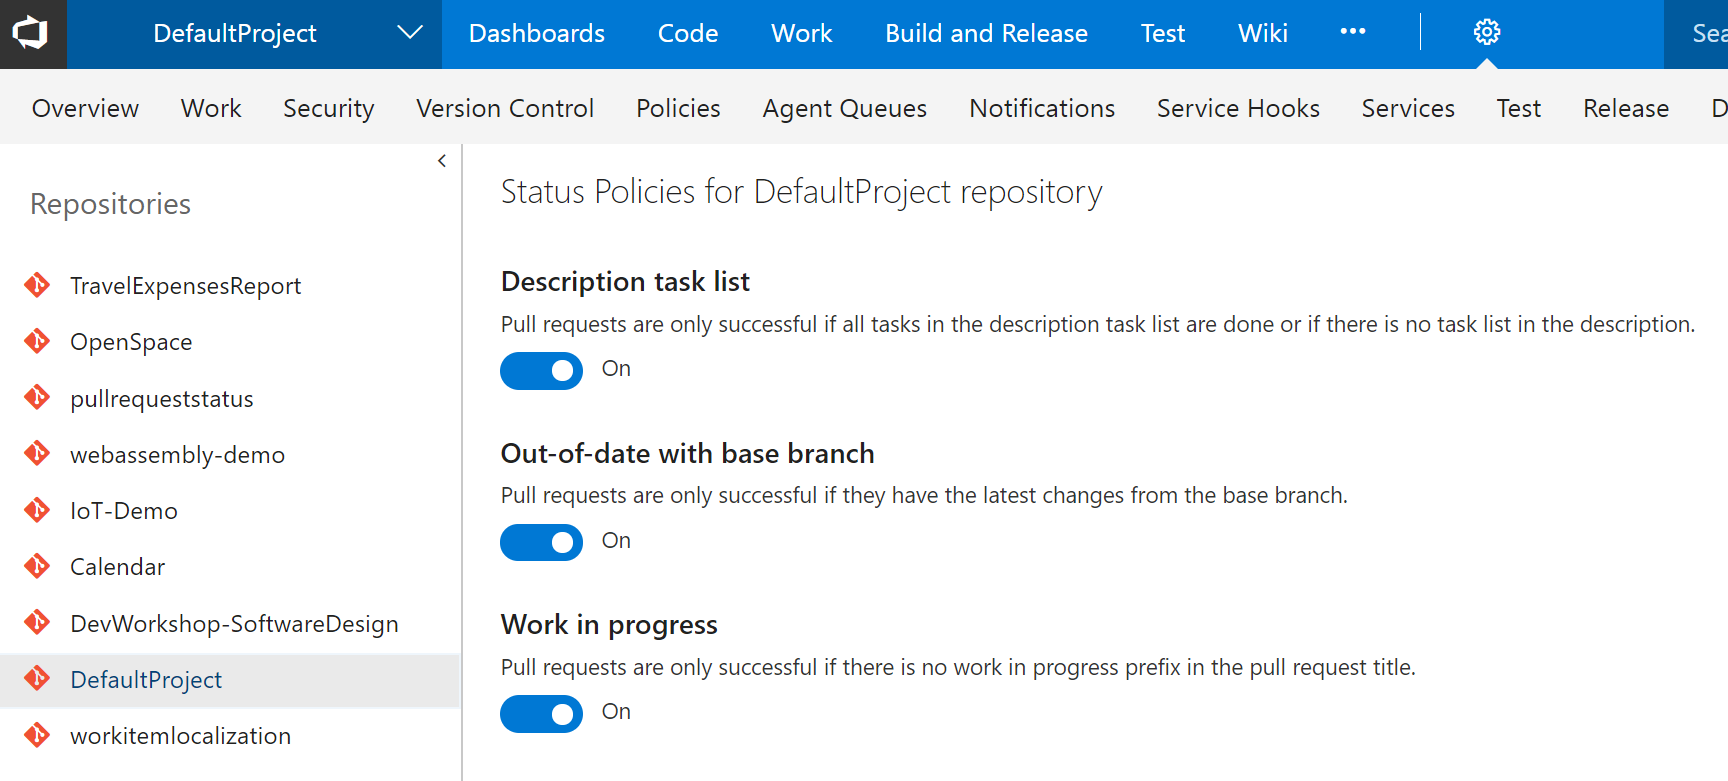 DefaultProject Dashboards Code Work Build and Release Test Wiki ••• Sea
Overview Work Security Version Control Policies Agent Queues Notifications Service Hooks Services Test Release D
Repositories
TravelExpensesReport
OpenSpace
pullrequeststatus
webassembly-demo
IoT-Demo
Calendar
DevWorkshop-SoftwareDesign
DefaultProject
workitemlocalization
Status Policies for DefaultProject repository
Description task list
Pull requests are only successful if all tasks in the description task list are done or if there is no task list in the description.
On
Out-of-date with base branch
Pull requests are only successful if they have the latest changes from the base branch.
On
Work in progress
Pull requests are only successful if there is no work in progress prefix in the pull request title.
On